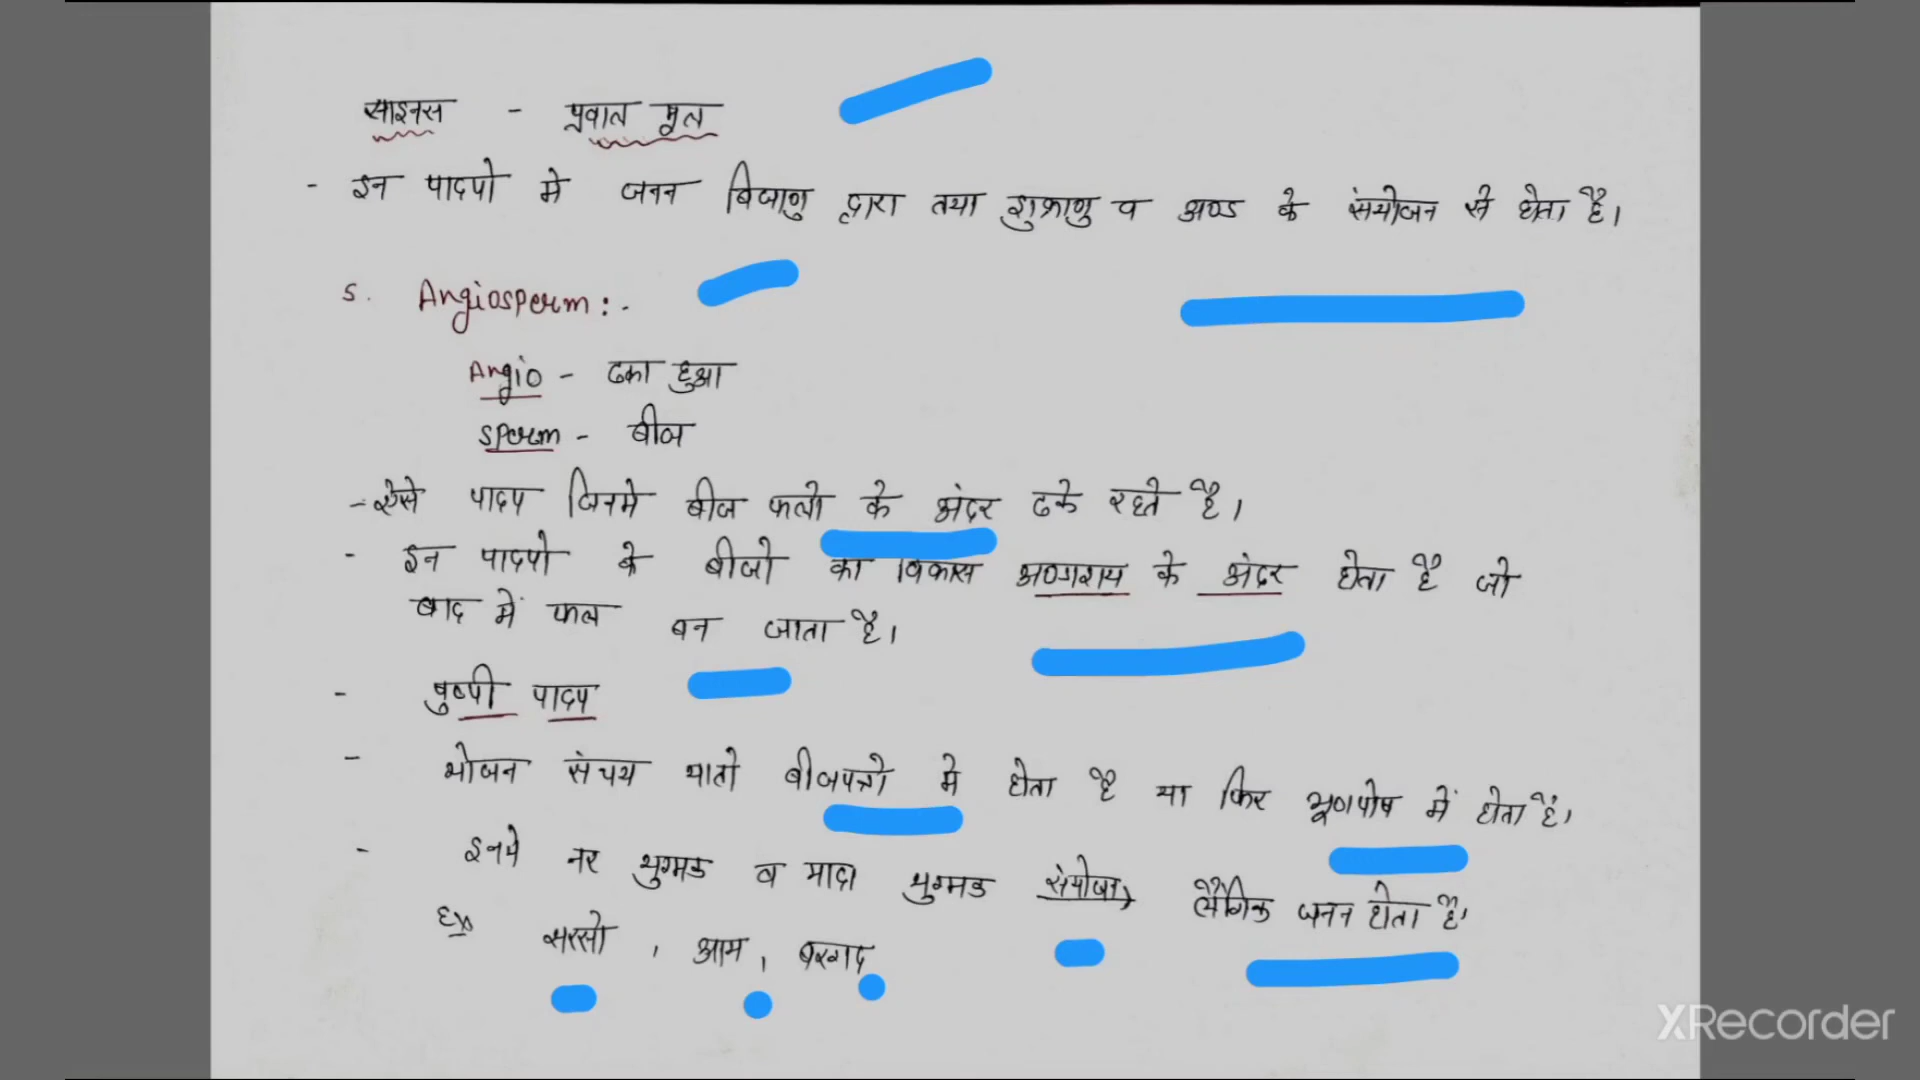 साइनस - प्रवाल मूल
- इन पादपो मे जनन बिजाणु द्वारा तथा शुक्राणु व अण्ड के संयोजन से होता है।
5. Angiosperm :-
Angio - ढका हुआ
sperm - बीज
- ऐसे पादप जिनमे बीज फलो के अंदर ढके रहते है।
- इन पादपो के बीजो का विकास अण्डाशय के अंदर होता है जो
बाद में फल बन जाता है।
- पुष्पी पादप
- भोजन संचय यातो बीजपत्रो मे होता है या फिर भ्रूणपोष में होता है।
- इनमे नर युग्मक व मादा युग्मक संयोजन लैंगिक जनन होता है।
Ex सरसो, आम, बरगद
XRecorder